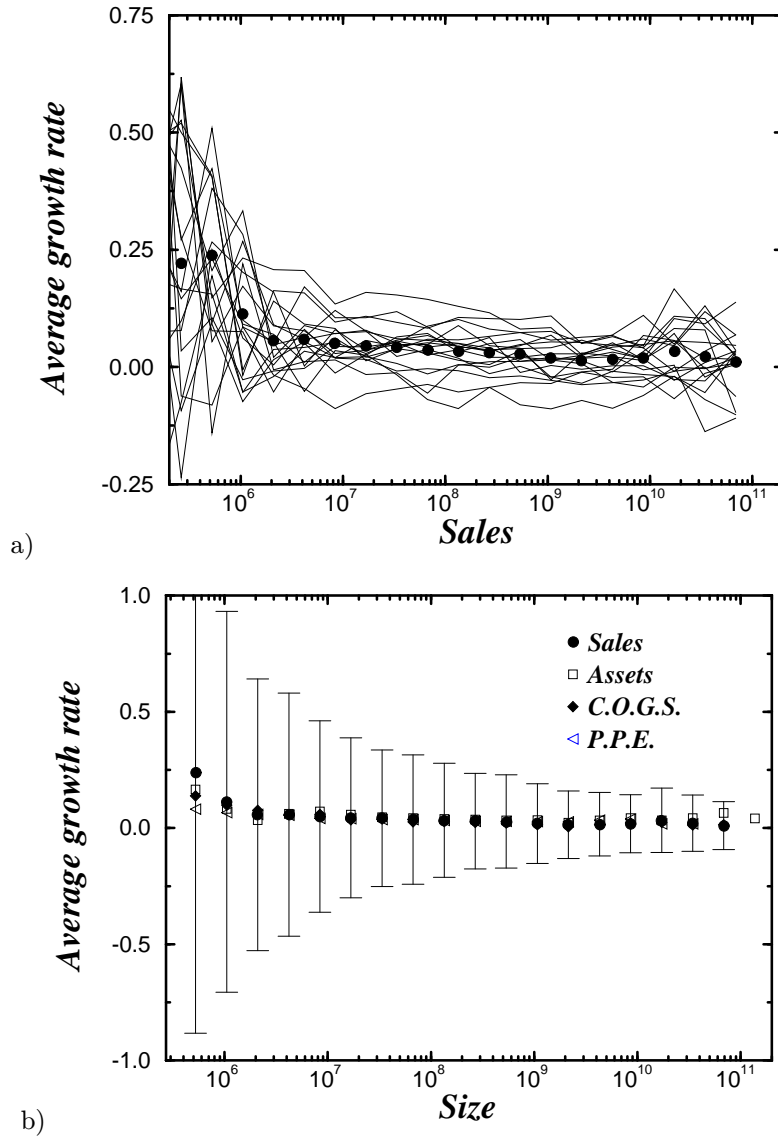 0.75
0.50
0.25
0.00
-0.25
Average growth rate
10^6 10^7 10^8 10^9 10^10 10^11
Sales
a)
1.0
0.5
0.0
-0.5
-1.0
Average growth rate
Sales
Assets
C.O.G.S.
P.P.E.
10^6 10^7 10^8 10^9 10^10 10^11
Size
b)